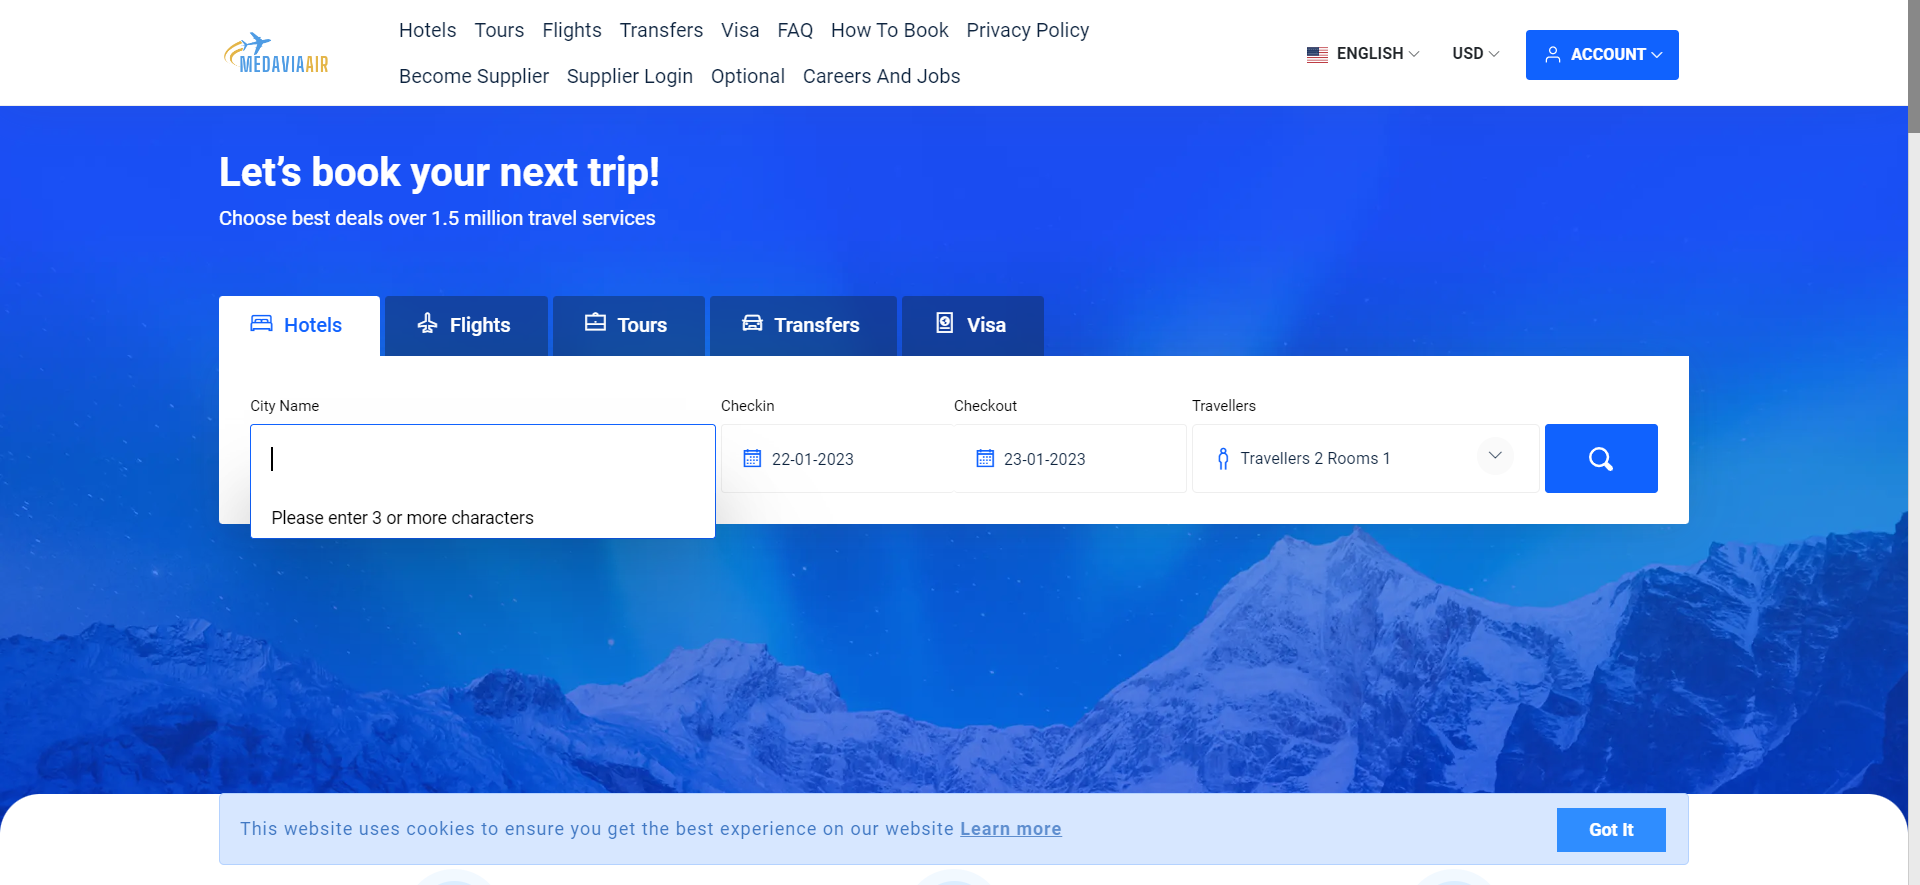 MEDAVIAAIR
Hotels Tours Flights Transfers Visa FAQ How To Book Privacy Policy
Become Supplier Supplier Login Optional Careers And Jobs
ENGLISH USD ACCOUNT
Let’s book your next trip!
Choose best deals over 1.5 million travel services
Hotels Flights Tours Transfers Visa
City Name Checkin Checkout Travellers
22-01-2023 23-01-2023 Travellers 2 Rooms 1
Please enter 3 or more characters
This website uses cookies to ensure you get the best experience on our website Learn more Got It